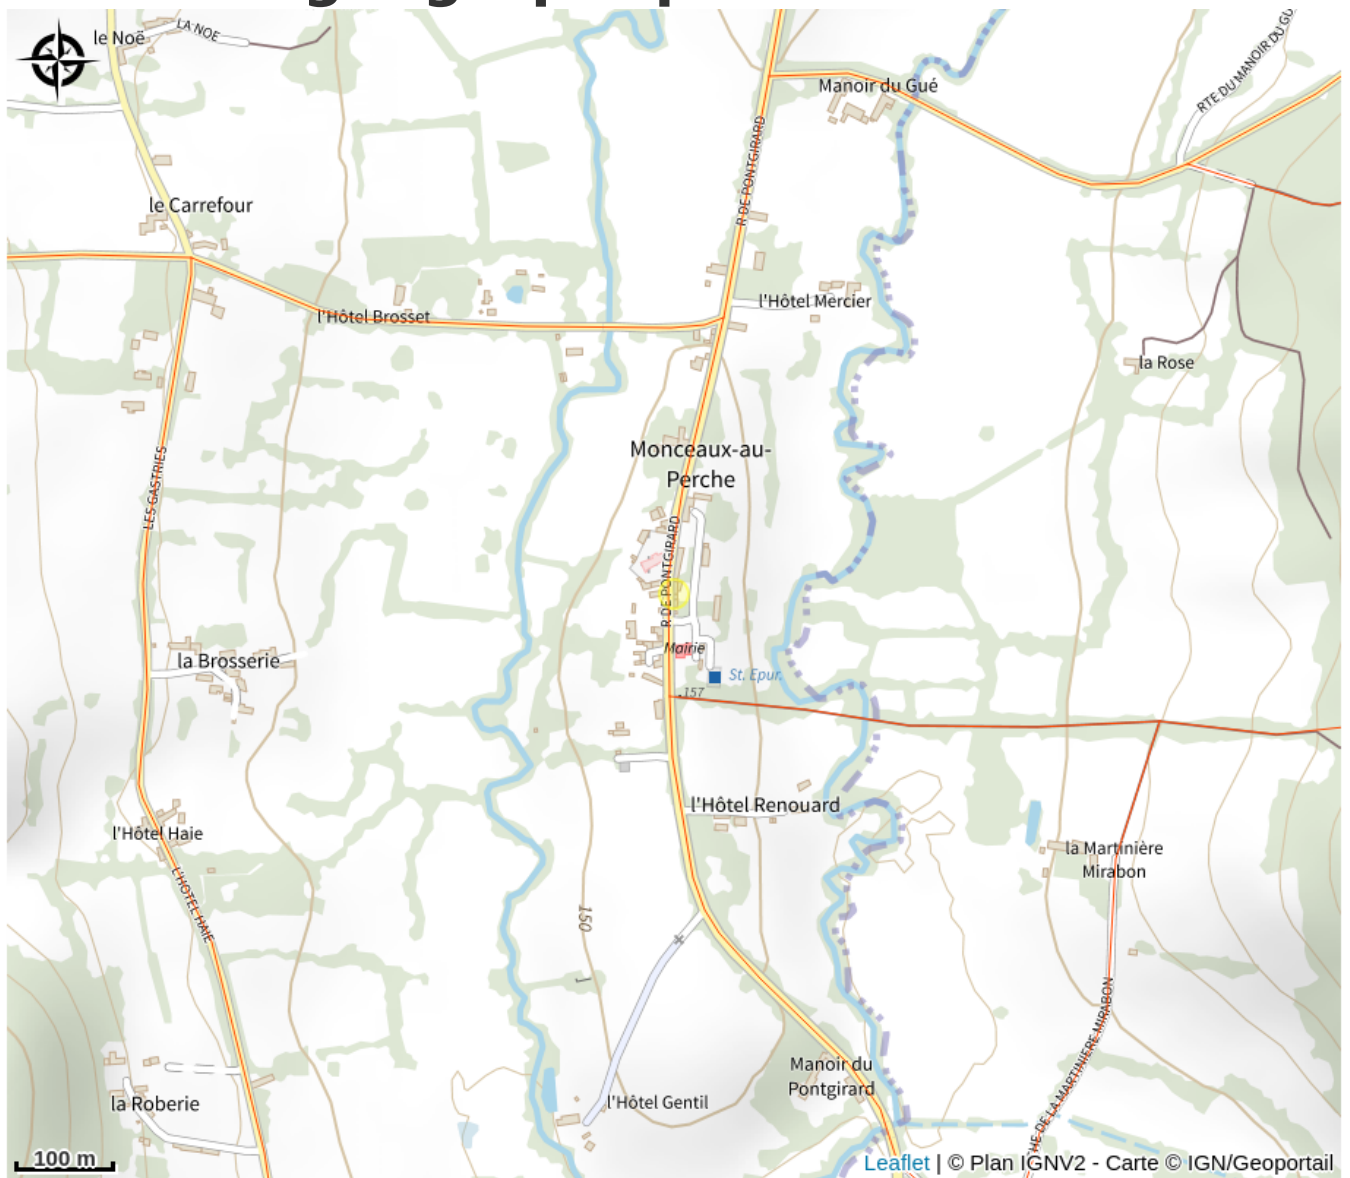 le Noë
LA NOE
Manoir du Gué
RTE DU MANOIR DU GU
R DE PONTGIRARD
le Carrefour
l'Hôtel Mercier
l'Hôtel Brosset
la Rose
Monceaux-au-
Perche
LES GASTRIES
R DE PONTGIRARD
Mairie
la Brosserie
St. Epur.
157
l'Hôtel Renouard
l'Hôtel Haie
la Martinière
Mirabon
L'HOTEL HAIE
150
HE DE LA MARTINIERE MIRABON
Manoir du
Pontgirard
la Roberie
l'Hôtel Gentil
100 m
Leaflet | © Plan IGNV2 - Carte © IGN/Geoportail